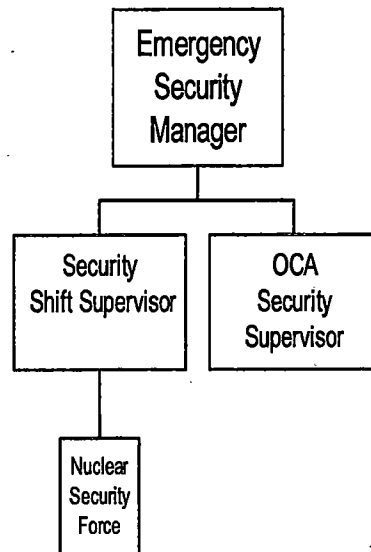 Emergency
Security
Manager
Security
Shift Supervisor
OCA
Security
Supervisor
Nuclear
Security
Force